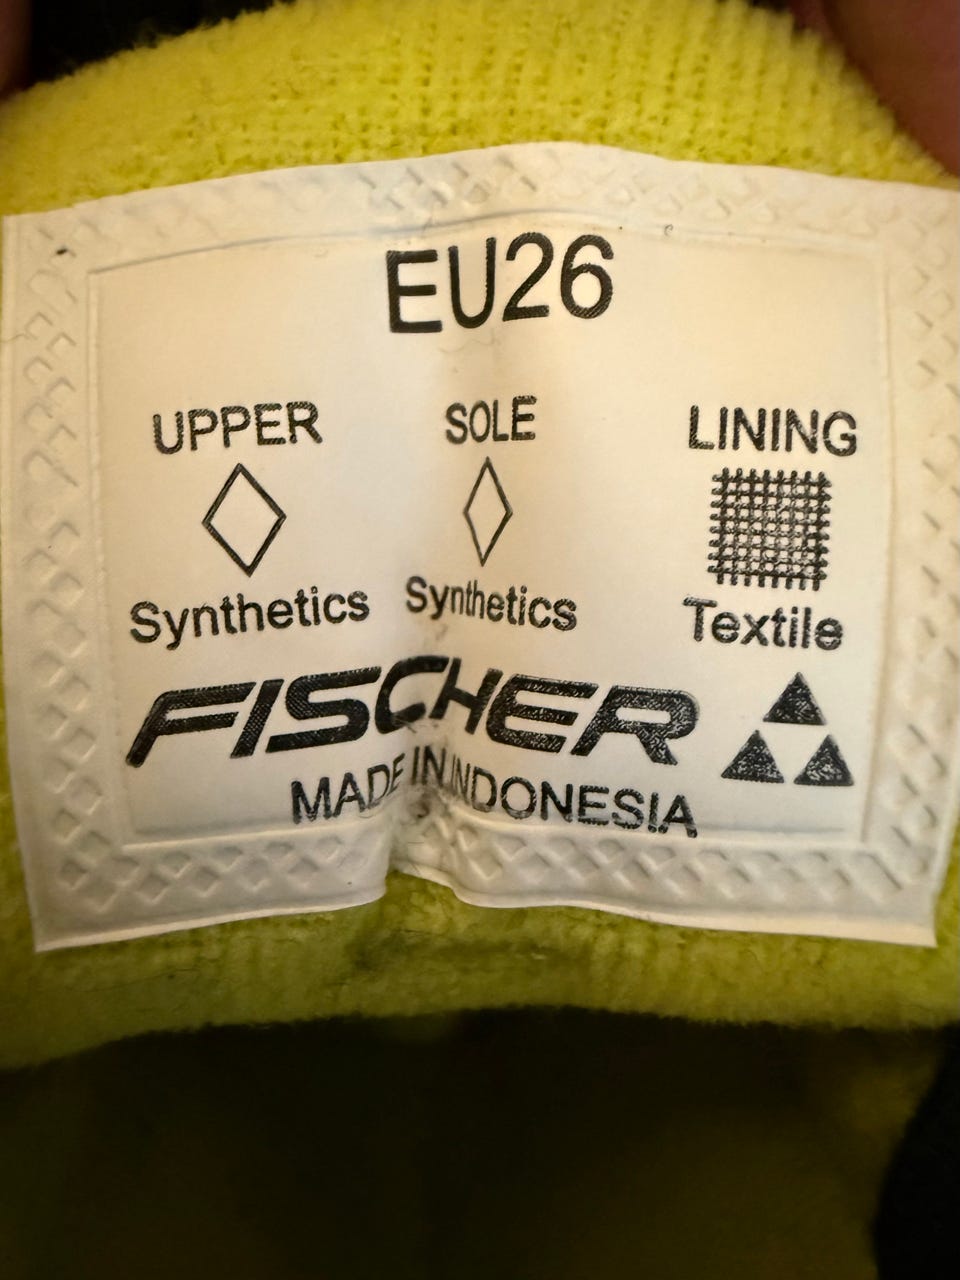 EU26
UPPER SOLE LINING
Synthetics Synthetics Textile
FISCHER
MADE IN INDONESIA